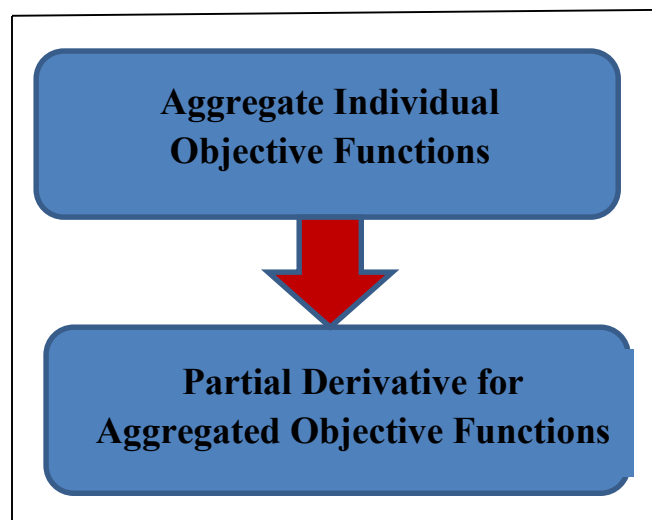 Aggregate Individual
Objective Functions
Partial Derivative for
Aggregated Objective Functions